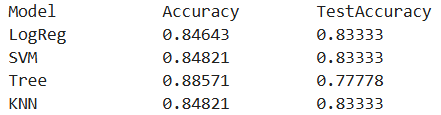 Model Accuracy TestAccuracy
LogReg 0.84643 0.83333
SVM 0.84821 0.83333
Tree 0.88571 0.77778
KNN 0.84821 0.83333